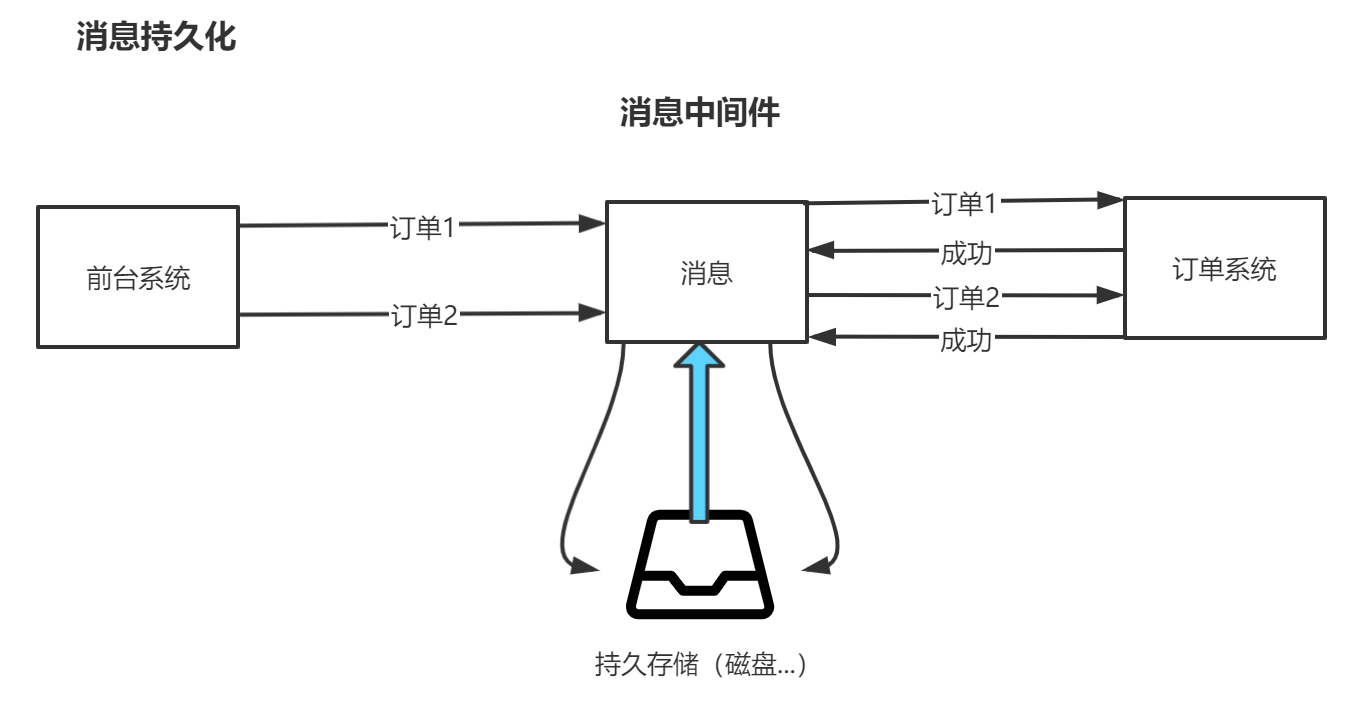 消息持久化
消息中间件
前台系统
订单1
订单2
消息
订单1
成功
订单2
成功
订单系统
持久存储（磁盘...）